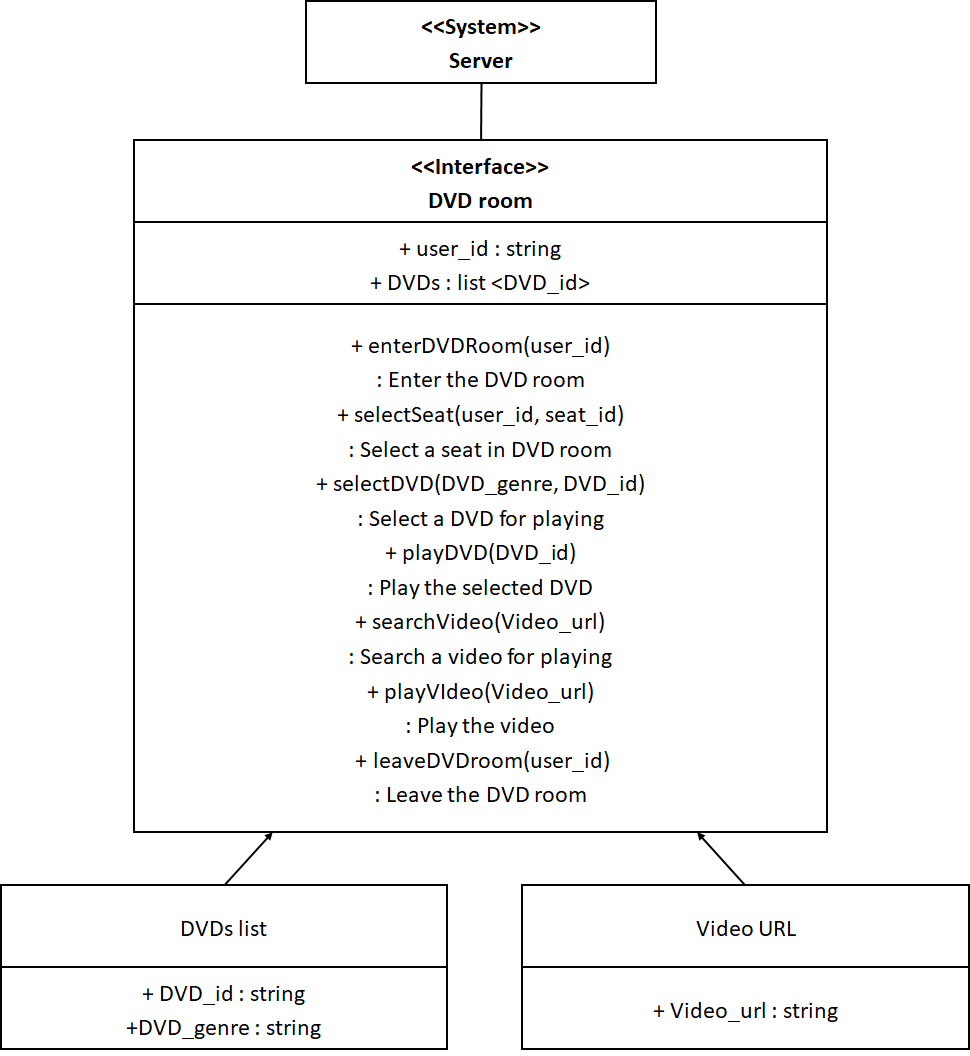 <<System>>
Server
<<Interface>>
DVD room
+ user_id : string
+ DVDs : list <DVD_id>
+ enterDVDRoom(user_id)
: Enter the DVD room
+ selectSeat(user_id, seat_id)
: Select a seat in DVD room
+ selectDVD(DVD_genre, DVD_id)
: Select a DVD for playing
+ playDVD(DVD_id)
: Play the selected DVD
+ searchVideo(Video_url)
: Search a video for playing
+ playVIdeo(Video_url)
: Play the video
+ leaveDVDroom(user_id)
: Leave the DVD room
DVDs list
+ DVD_id : string
+DVD_genre : string
Video URL
+ Video_url : string